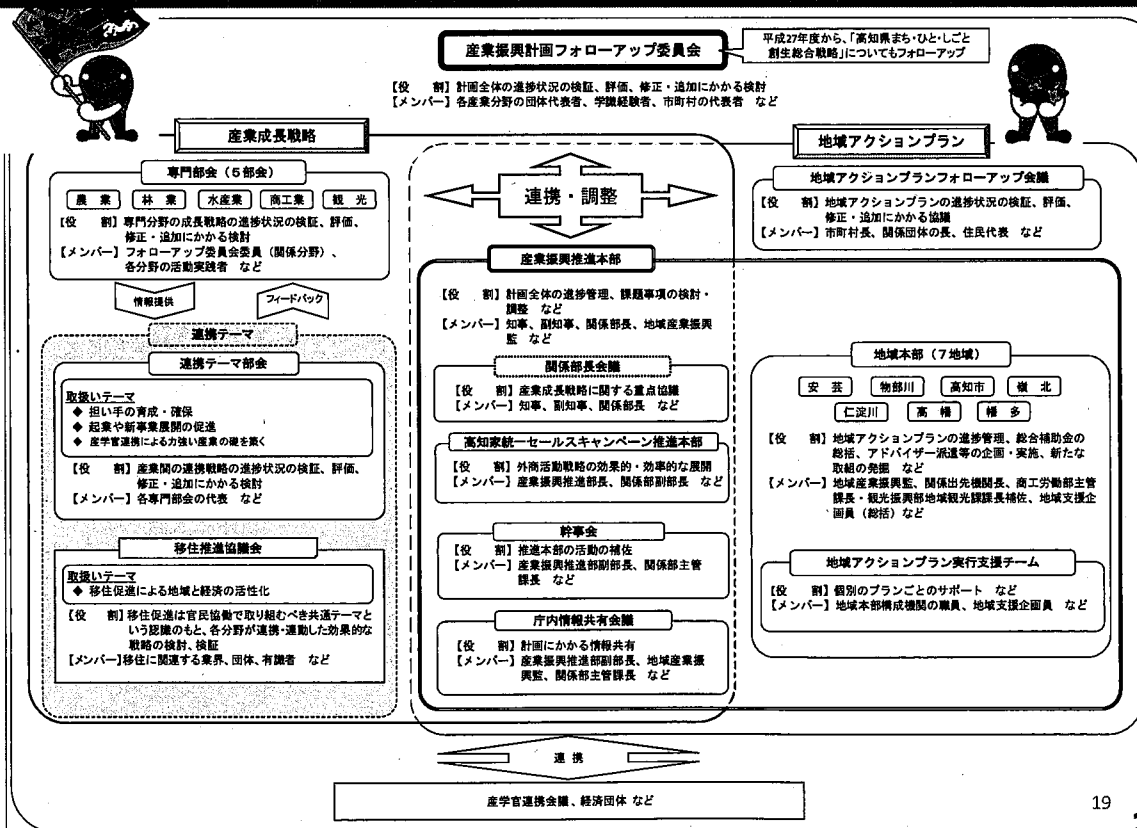 産業振興計画フォローアップ委員会
平成27年度から、「高知県まち・ひと・しごと
創生総合戦略」についてもフォローアップ
【役　割】計画全体の進捗状況の検証、評価、修正・追加にかかる検討
【メンバー】各産業分野の団体代表者、学識経験者、市町村の代表者　など
産業成長戦略
専門部会（５部会）
農　業
林　業
水産業
商工業
観　光
【役　割】専門分野の成長戦略の進捗状況の検証、評価、
修正・追加にかかる検討
【メンバー】フォローアップ委員会委員（関係分野）、
各分野の活動実践者　など
情報提供
フィードバック
連携テーマ
連携テーマ部会
取扱いテーマ
◆ 担い手の育成・確保
◆ 起業や新事業展開の促進
◆ 産学官連携による力強い産業の礎を築く
【役　割】産業間の連携戦略の進捗状況の検証、評価、
修正・追加にかかる検討
【メンバー】各専門部会の代表　など
移住推進協議会
取扱いテーマ
◆ 移住促進による地域と経済の活性化
【役　割】移住促進は官民協働で取り組むべき共通テーマと
いう認識のもと、各分野が連携・連動した効果的な
戦略の検討、検証
【メンバー】移住に関連する業界、団体、有識者　など
連携・調整
産業振興推進本部
【役　割】計画全体の進捗管理、課題事項の検討・
調整　など
【メンバー】知事、副知事、関係部長、地域産業振興
監　など
関係部長会議
【役　割】産業成長戦略に関する重点協議
【メンバー】知事、副知事、関係部長　など
高知家統一セールスキャンペーン推進本部
【役　割】外商活動戦略の効果的・効率的な展開
【メンバー】産業振興推進部長、関係部副部長　など
幹事会
【役　割】推進本部の活動の補佐
【メンバー】産業振興推進部副部長、関係部主管
課長　など
庁内情報共有会議
【役　割】計画にかかる情報共有
【メンバー】産業振興推進部副部長、地域産業振
興監、関係部主管課長　など
地域アクションプラン
地域アクションプランフォローアップ会議
【役　割】地域アクションプランの進捗状況の検証、評価、
修正・追加にかかる協議
【メンバー】市町村長、関係団体の長、住民代表　など
地域本部（７地域）
安　芸
物部川
高知市
嶺　北
仁淀川
高　幡
幡　多
【役　割】地域アクションプランの進捗管理、総合補助金の
総括、アドバイザー派遣等の企画・実施、新たな
取組の発掘　など
【メンバー】地域産業振興監、関係出先機関長、商工労働部主管
課長・観光振興部地域観光課課長補佐、地域支援企
画員（総括）など
地域アクションプラン実行支援チーム
【役　割】個別のプランごとのサポート　など
【メンバー】地域本部構成機関の職員、地域支援企画員　など
連　携
産学官連携会議、経済団体 など
19